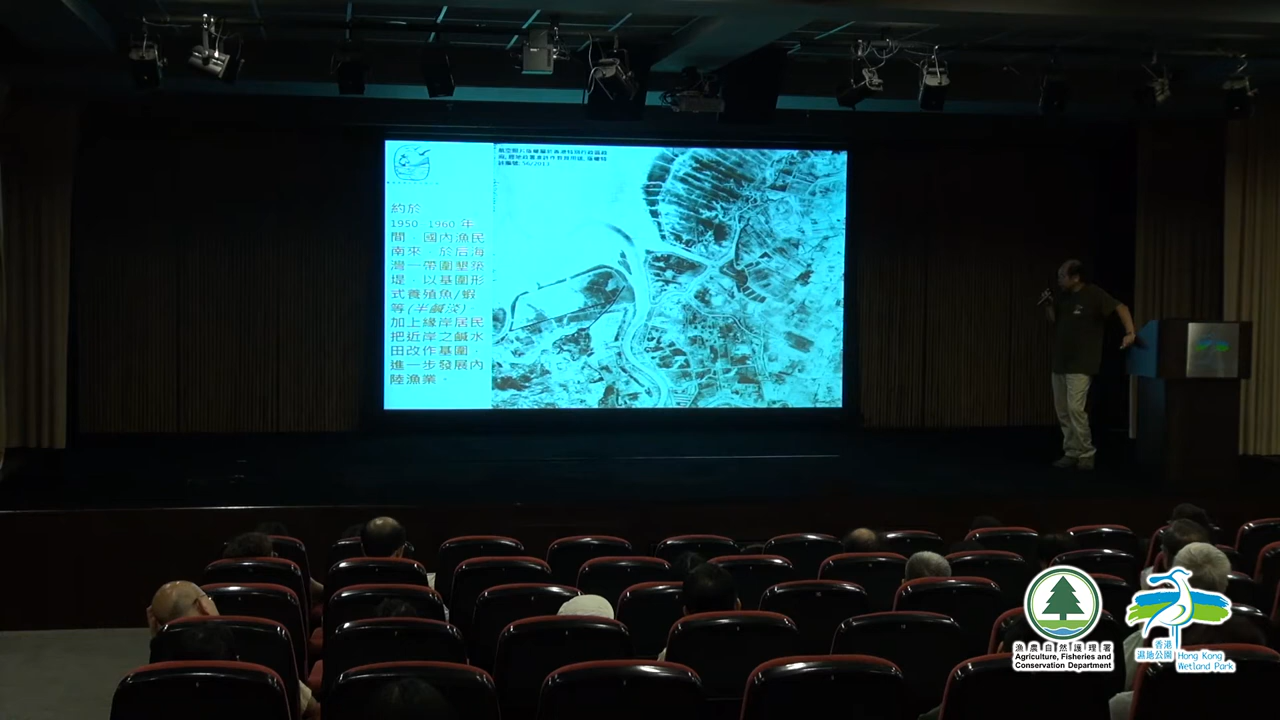 約於
1950 1960 年
間，國內漁民
南來，於后海
灣一帶圍墾築
堤，以基圍形
式養殖魚/蝦
等(半鹹淡)，
加上緣岸居民
把近岸之鹹水
田改作基圍，
進一步發展內
陸漁業。
漁農自然護理署
Agriculture, Fisheries and
Conservation Department
香港
濕地公園
Hong Kong
Wetland Park